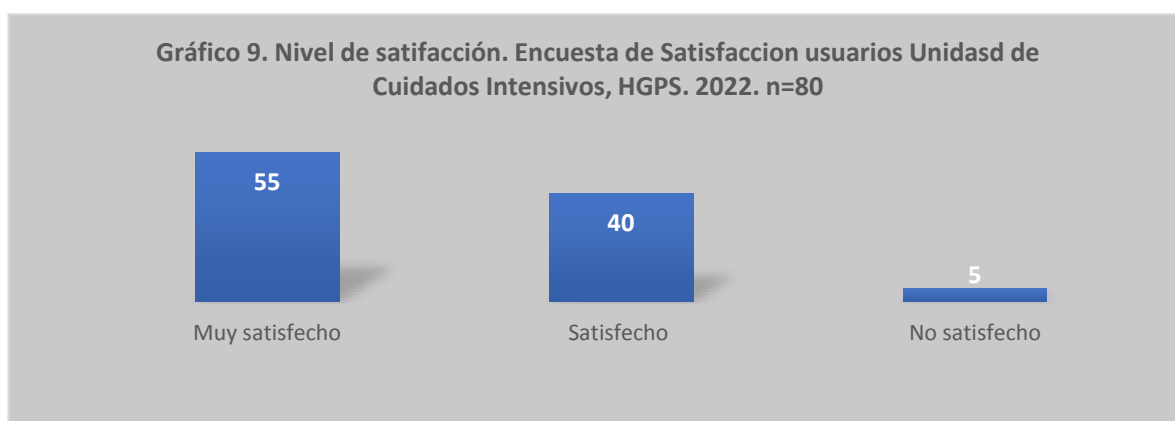 Gráfico 9. Nivel de satifacción. Encuesta de Satisfaccion usuarios Unidasd de
Cuidados Intensivos, HGPS. 2022. n=80
55
40
5
Muy satisfecho
Satisfecho
No satisfecho